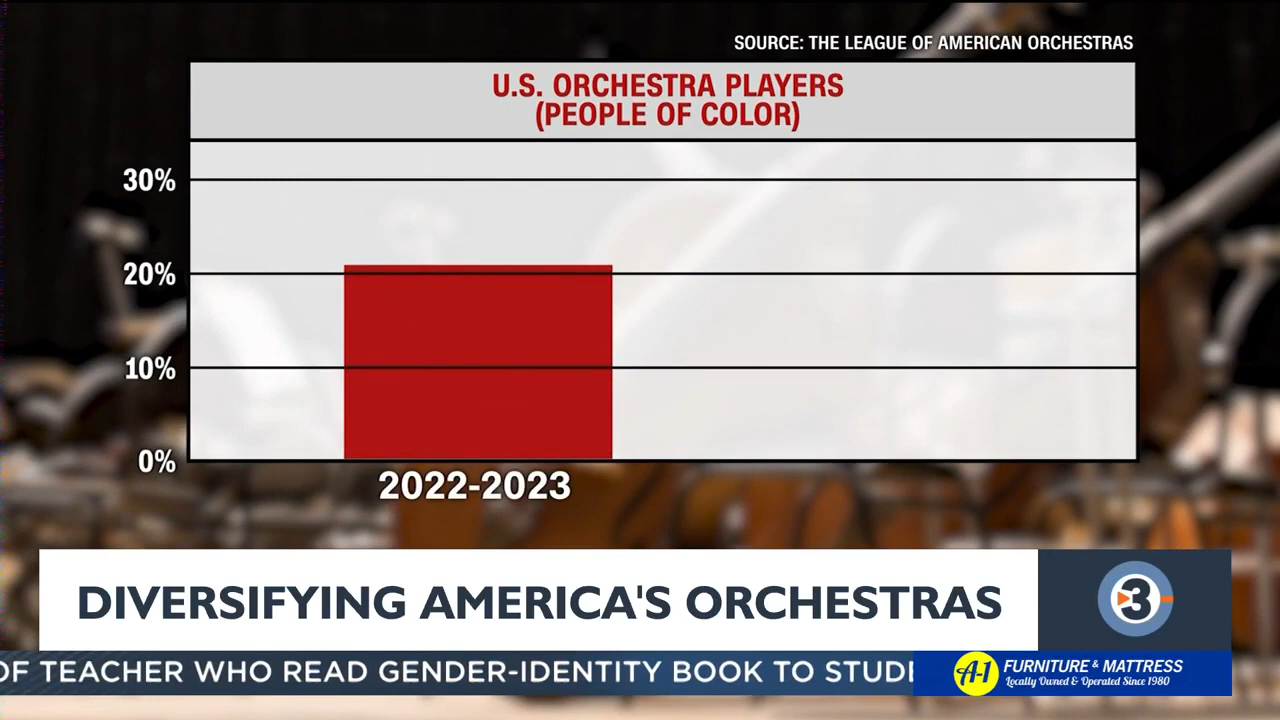 SOURCE: THE LEAGUE OF AMERICAN ORCHESTRAS
U.S. ORCHESTRA PLAYERS
(PEOPLE OF COLOR)
30%
20%
10%
0%
2022-2023
DIVERSIFYING AMERICA'S ORCHESTRAS
3
OF TEACHER WHO READ GENDER-IDENTITY BOOK TO STUDE
A-1 FURNITURE & MATTRESS
Locally Owned & Operated Since 1980